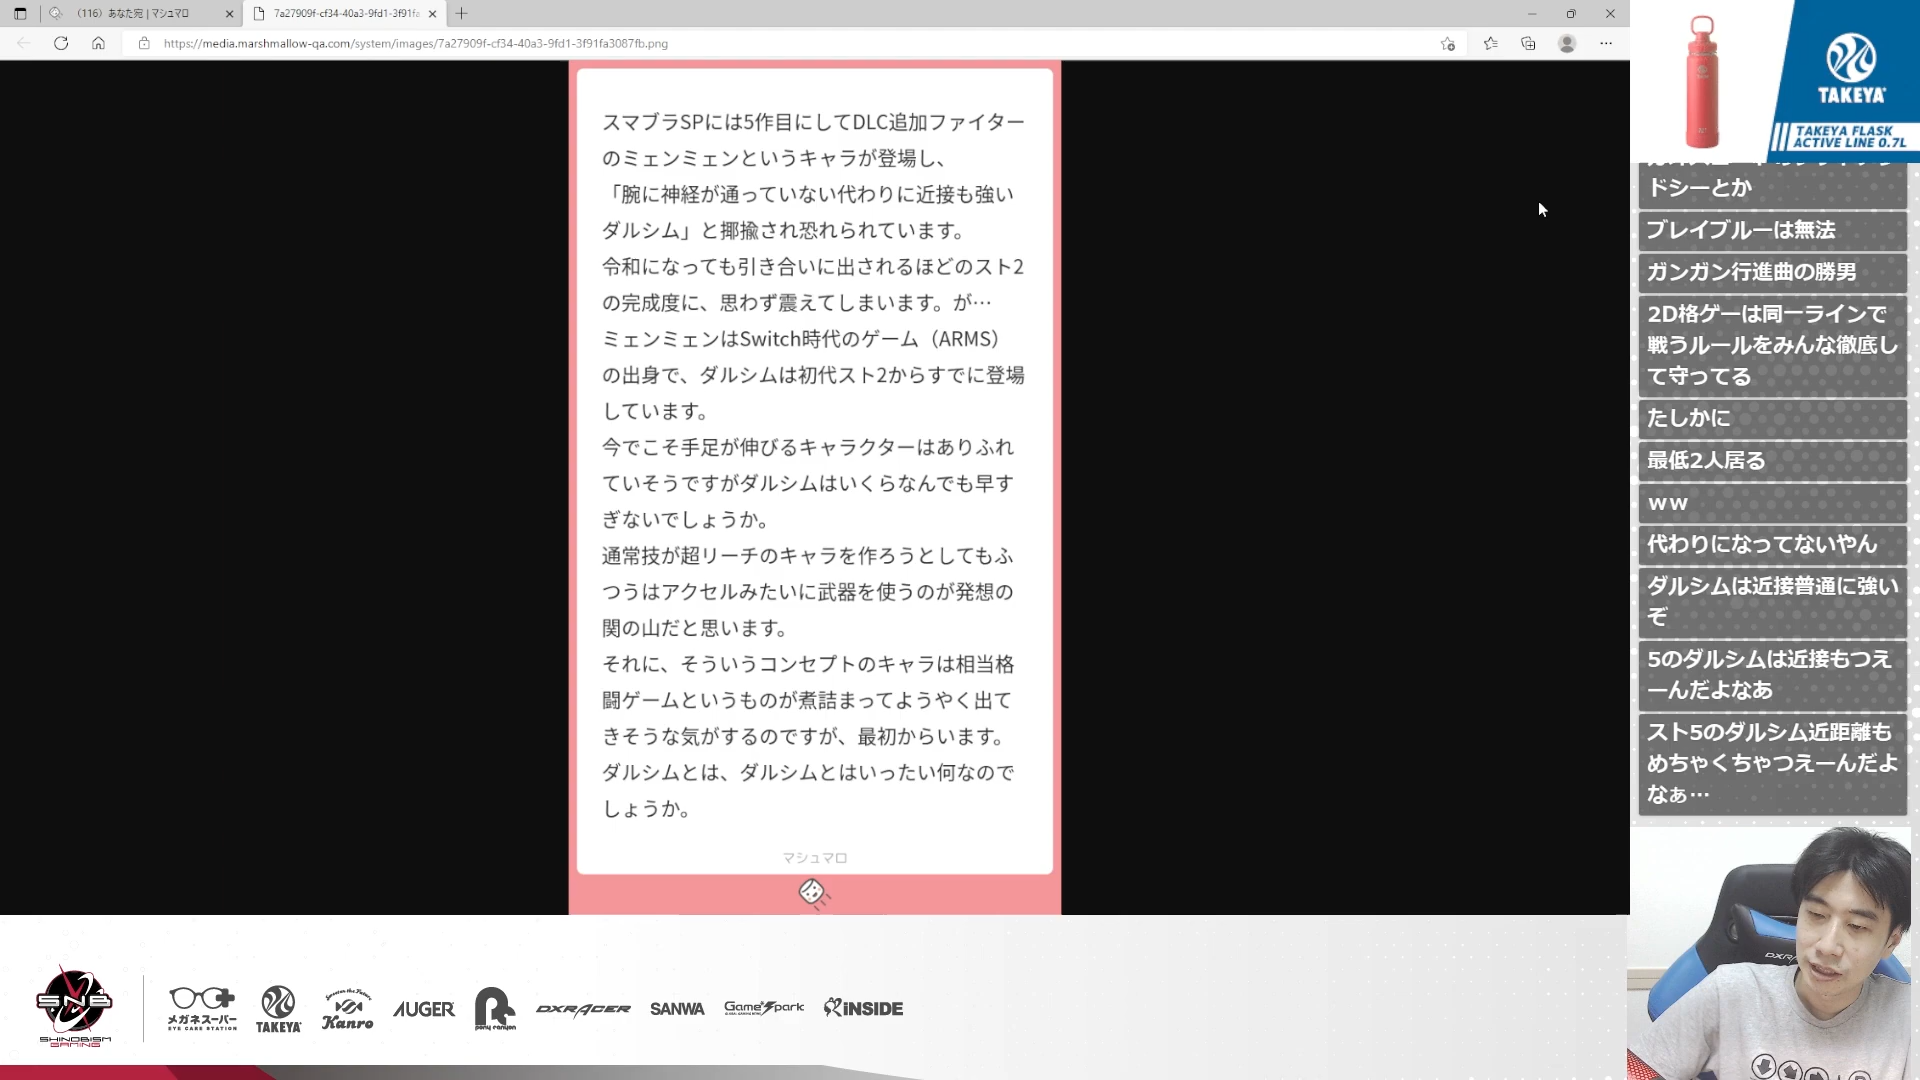 （116）あなた宛 | マシュマロ
7a27909f-cf34-40a3-9fd1-3f91fa
https://media.marshmallow-qa.com/system/images/7a27909f-cf34-40a3-9fd1-3f91fa3087fb.png
スマブラSPには5作目にしてDLC追加ファイター
のミェンミェンというキャラが登場し、
「腕に神経が通っていない代わりに近接も強い
ダルシム」と揶揄され恐れられています。
令和になっても引き合いに出されるほどのスト2
の完成度に、思わず震えてしまいます。が…
ミェンミェンはSwitch時代のゲーム（ARMS）
の出身で、ダルシムは初代スト2からすでに登場
しています。
今でこそ手足が伸びるキャラクターはありふれ
ていそうですがダルシムはいくらなんでも早す
ぎないでしょうか。
通常技が超リーチのキャラを作ろうとしてもふ
つうはアクセルみたいに武器を使うのが発想の
関の山だと思います。
それに、そういうコンセプトのキャラは相当格
闘ゲームというものが煮詰まってようやく出て
きそうな気がするのですが、最初からいます。
ダルシムとは、ダルシムとはいったい何なので
しょうか。
マシュマロ
TAKEYA
TAKEYA FLASK
ACTIVE LINE 0.7L
ドシーとか
ブレイブルーは無法
ガンガン行進曲の勝男
2D格ゲーは同一ラインで
戦うルールをみんな徹底し
て守ってる
たしかに
最低2人居る
ww
代わりになってないやん
ダルシムは近接普通に強い
ぞ
5のダルシムは近接もつえ
ーんだよなあ
スト5のダルシム近距離も
めちゃくちゃつえーんだよ
なぁ…
SNB
SHINOBISM
GAMING
メガネスーパー
EYE CARE STATION
TAKEYA
Sweeten the Future
Kanro
AUGER
pony canyon
DXRACER
SANWA
Game*Spark
iNSIDE